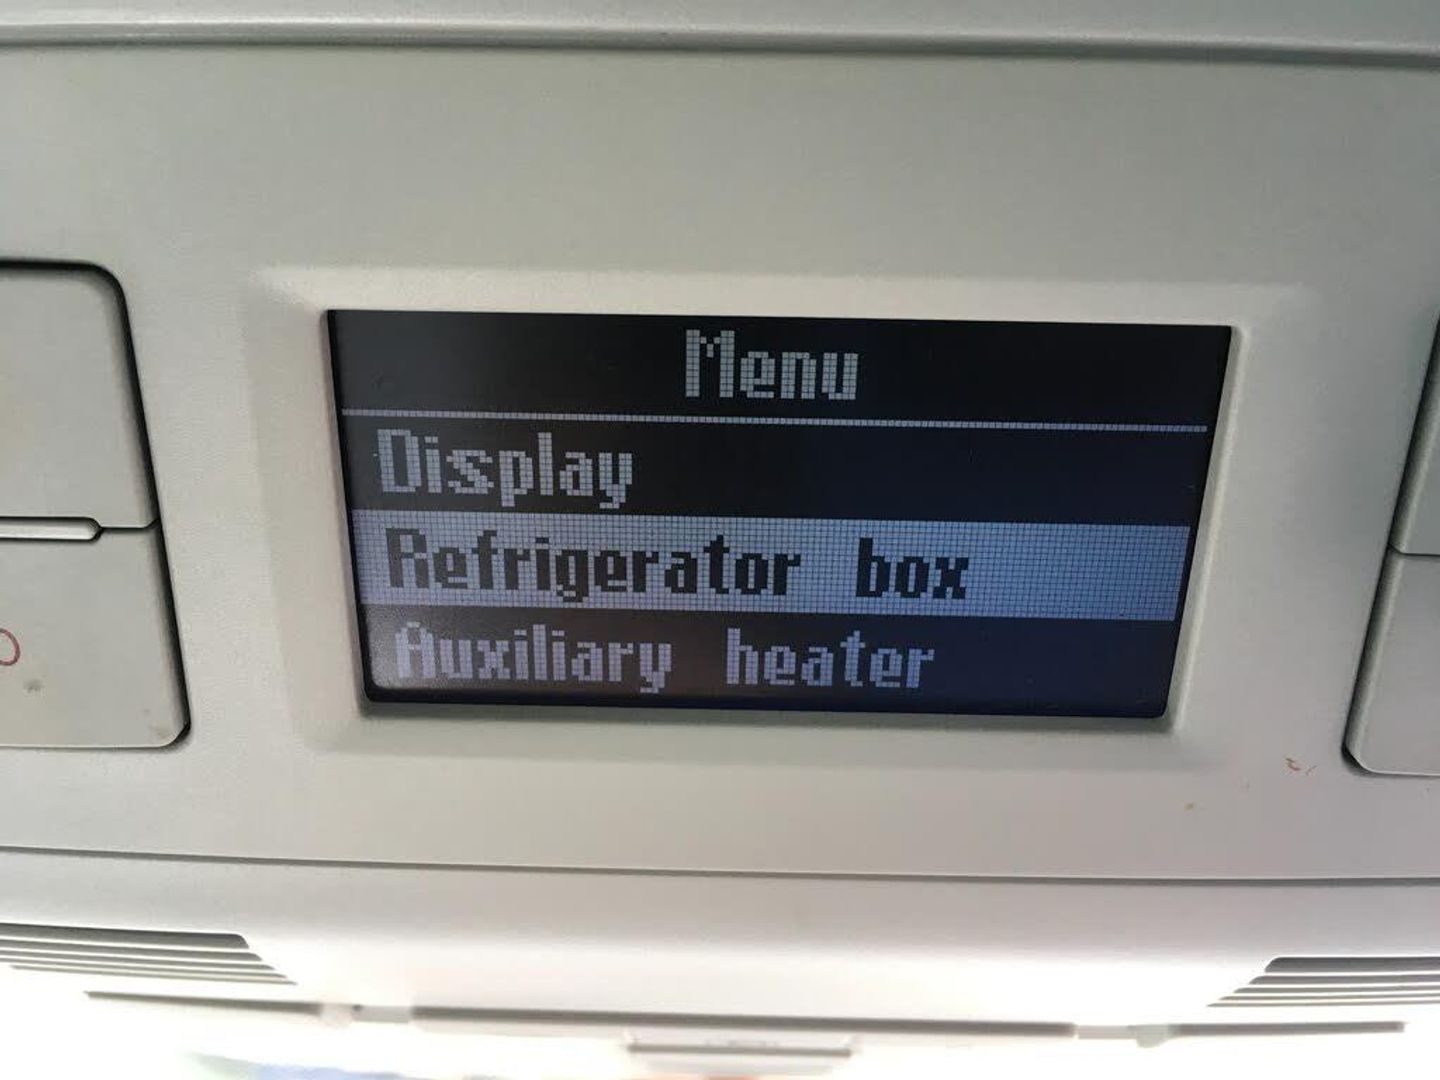 Menu
Display
Refrigerator box
Auxiliary heater